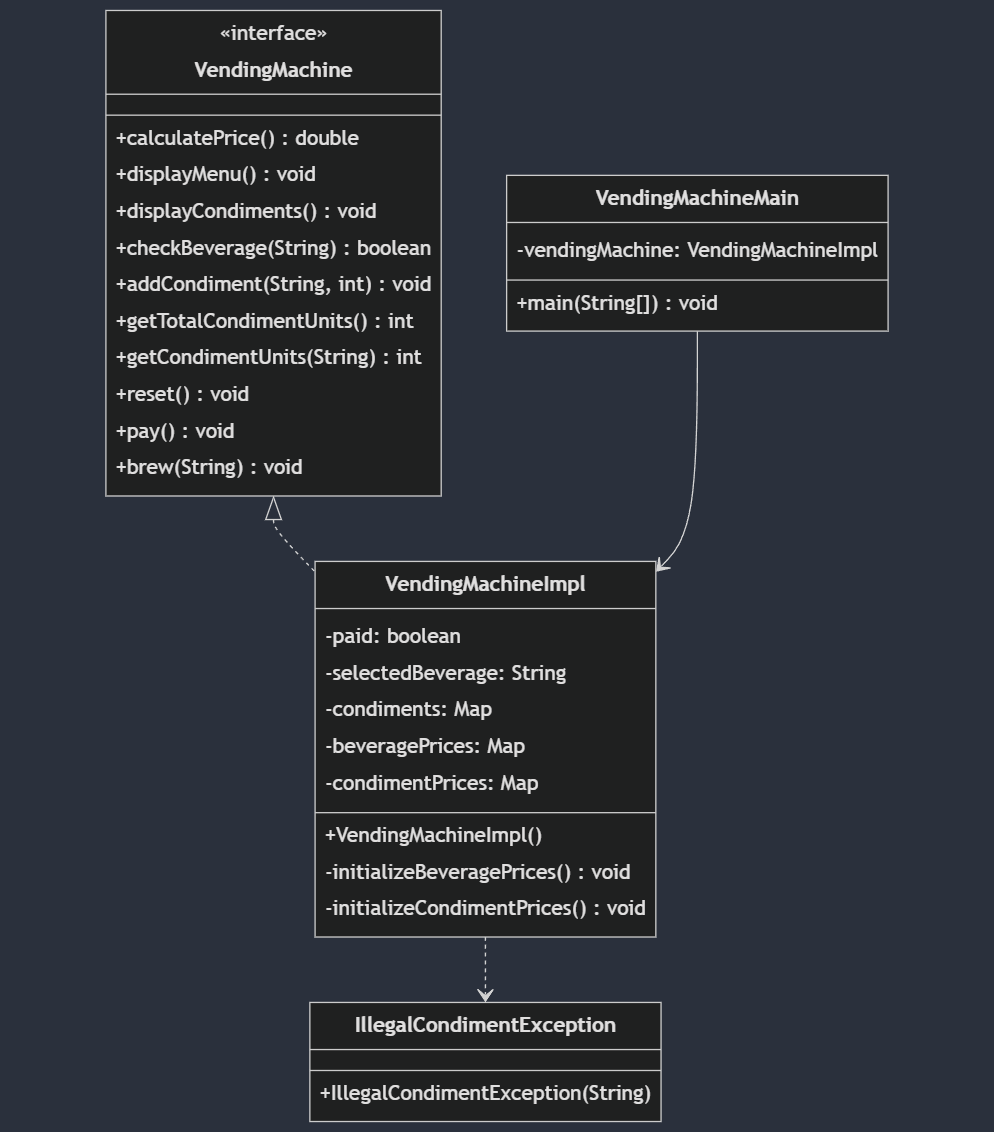 «interface»
VendingMachine
+calculatePrice() : double
+displayMenu() : void
+displayCondiments() : void
+checkBeverage(String) : boolean
+addCondiment(String, int) : void
+getTotalCondimentUnits() : int
+getCondimentUnits(String) : int
+reset() : void
+pay() : void
+brew(String) : void
VendingMachineMain
-vendingMachine: VendingMachineImpl
+main(String[]) : void
VendingMachineImpl
-paid: boolean
-selectedBeverage: String
-condiments: Map
-beveragePrices: Map
-condimentPrices: Map
+VendingMachineImpl()
-initializeBeveragePrices() : void
-initializeCondimentPrices() : void
IllegalCondimentException
+IllegalCondimentException(String)